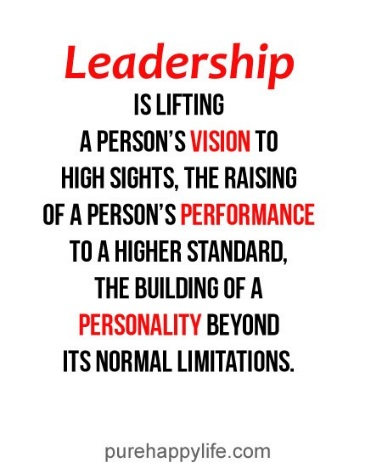 Leadership
IS LIFTING
A PERSON'S VISION TO
HIGH SIGHTS, THE RAISING
OF A PERSON'S PERFORMANCE
TO A HIGHER STANDARD,
THE BUILDING OF A
PERSONALITY BEYOND
ITS NORMAL LIMITATIONS.
purehappylife.com